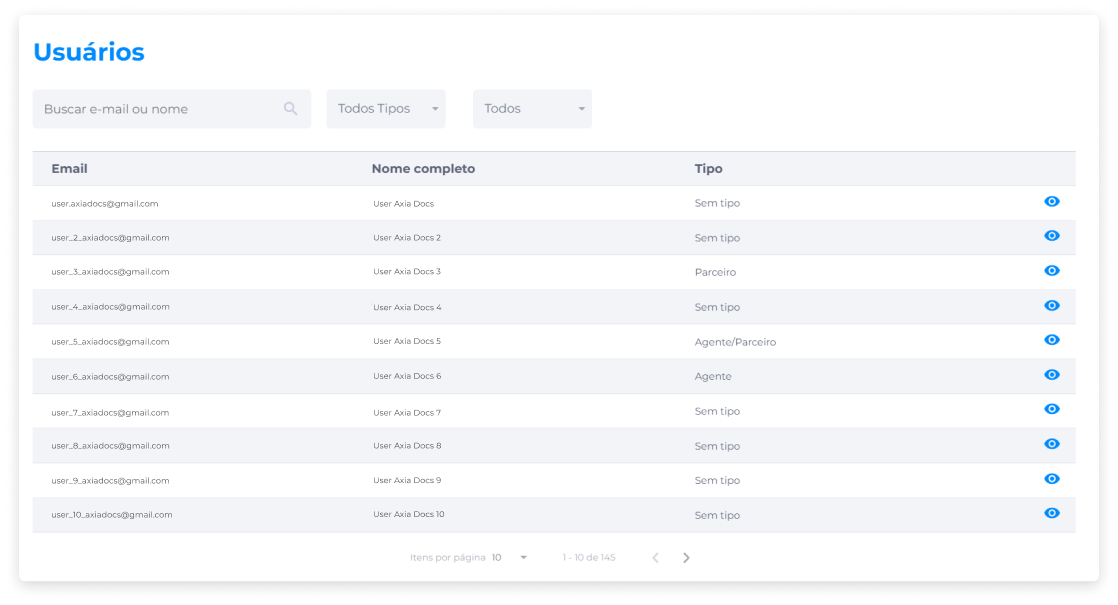 Usuários
Buscar e-mail ou nome Todos Tipos Todos
Email Nome completo Tipo
user.axiadocs@gmail.com User Axia Docs Sem tipo
user_2_axiadocs@gmail.com User Axia Docs 2 Sem tipo
user_3_axiadocs@gmail.com User Axia Docs 3 Parceiro
user_4_axiadocs@gmail.com User Axia Docs 4 Sem tipo
user_5_axiadocs@gmail.com User Axia Docs 5 Agente/Parceiro
user_6_axiadocs@gmail.com User Axia Docs 6 Agente
user_7_axiadocs@gmail.com User Axia Docs 7 Sem tipo
user_8_axiadocs@gmail.com User Axia Docs 8 Sem tipo
user_9_axiadocs@gmail.com User Axia Docs 9 Sem tipo
user_10_axiadocs@gmail.com User Axia Docs 10 Sem tipo
Itens por página 10 1 - 10 de 145